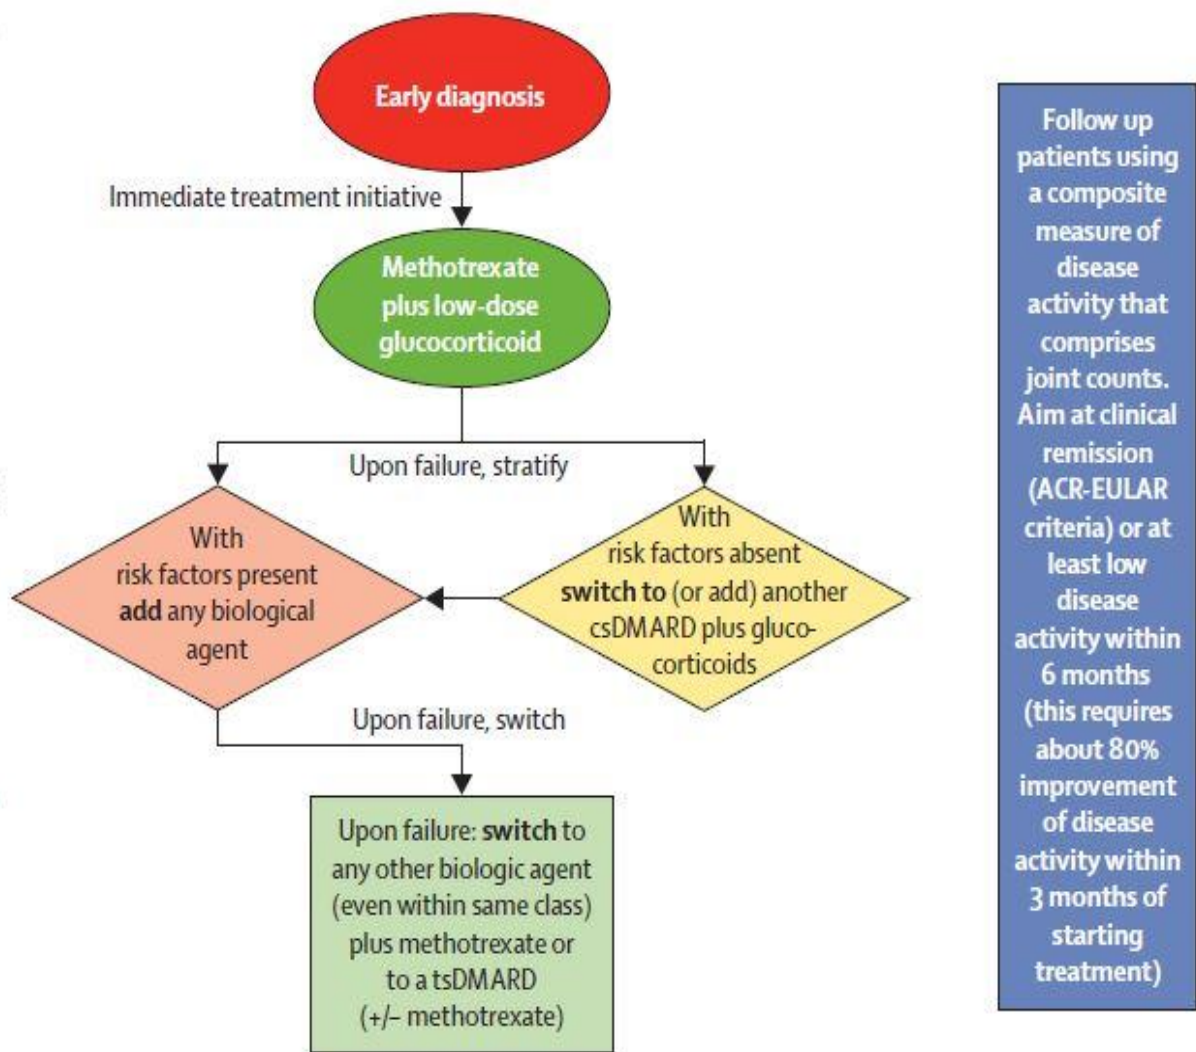 Early diagnosis
Immediate treatment initiative
Methotrexate
plus low-dose
glucocorticoid
Upon failure, stratify
With
risk factors present
add any biological
agent
With
risk factors absent
switch to (or add) another
csDMARD plus gluco-
corticoids
Upon failure, switch
Upon failure: switch to
any other biologic agent
(even within same class)
plus methotrexate or
to a tsDMARD
(+/– methotrexate)
Follow up
patients using
a composite
measure of
disease
activity that
comprises
joint counts.
Aim at clinical
remission
(ACR-EULAR
criteria) or at
least low
disease
activity within
6 months
(this requires
about 80%
improvement
of disease
activity within
3 months of
starting
treatment)